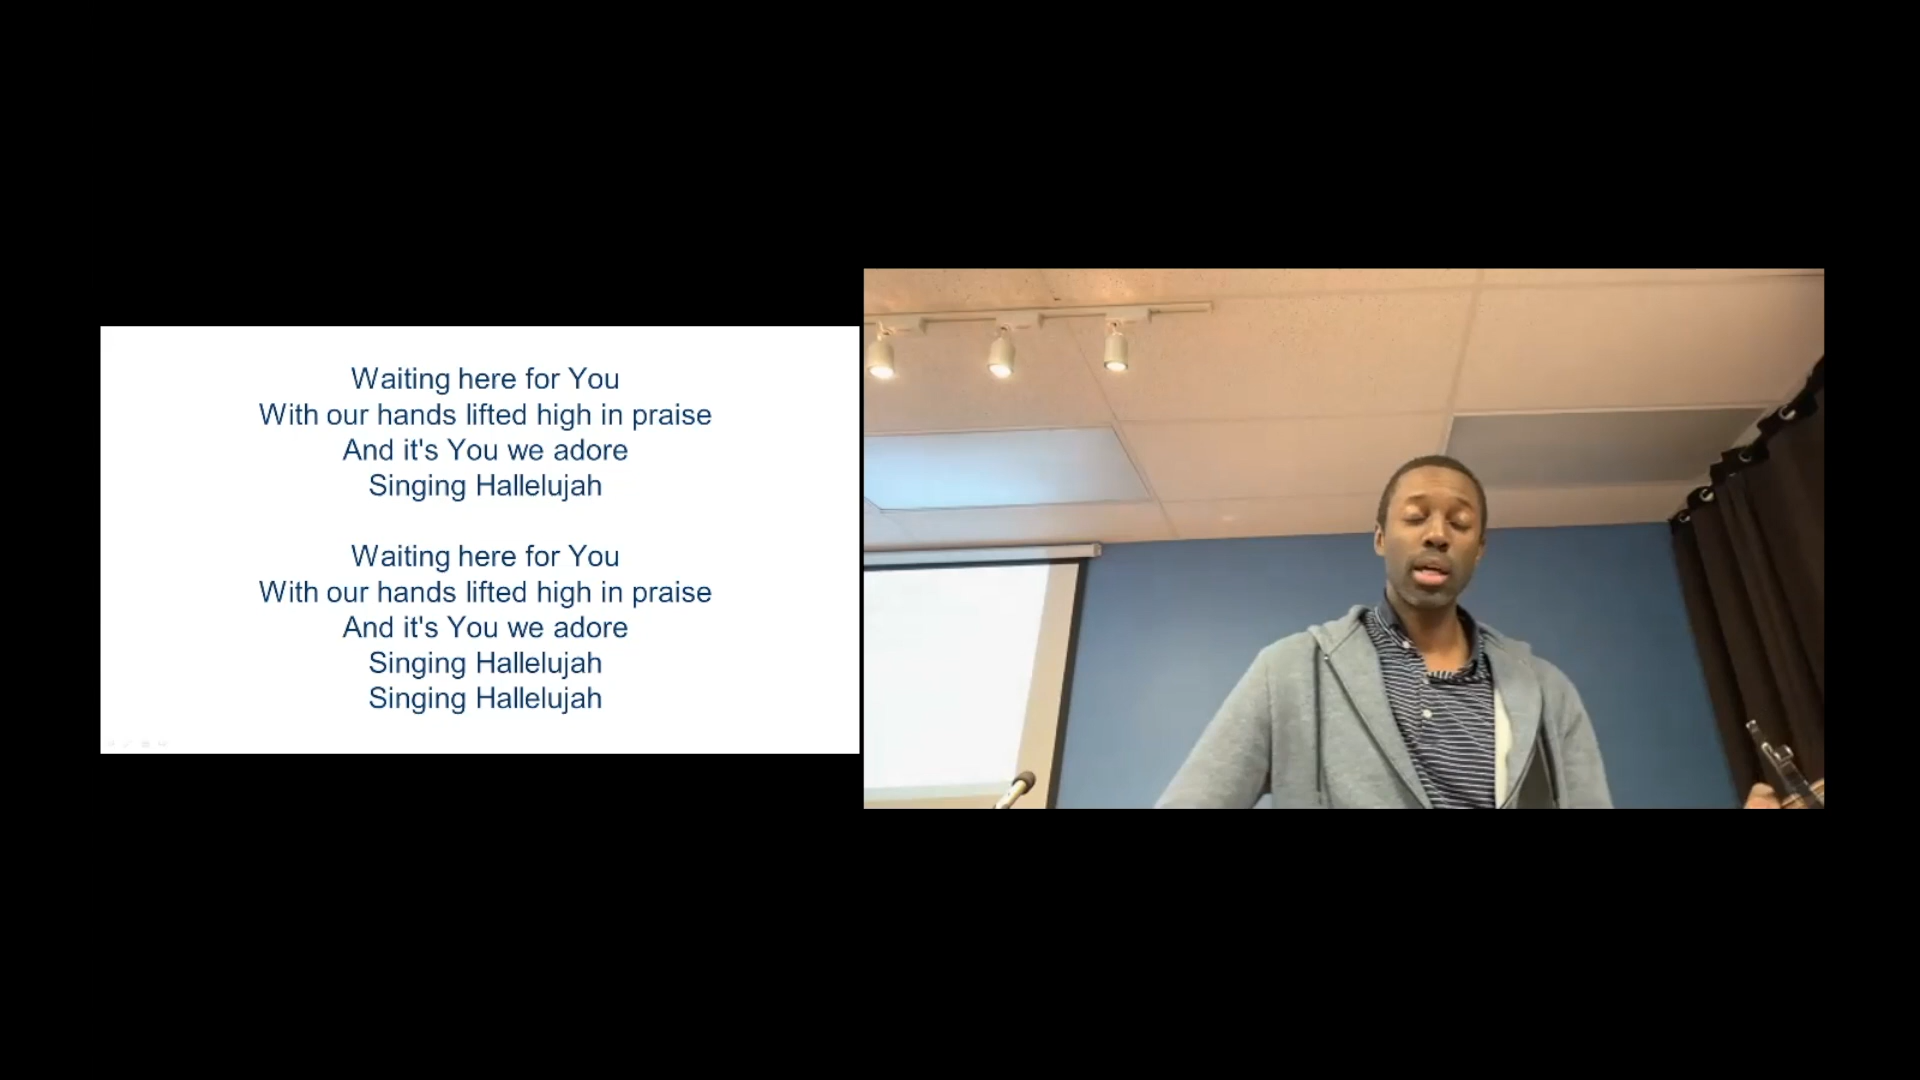 Waiting here for You
With our hands lifted high in praise
And it's You we adore
Singing Hallelujah
Waiting here for You
With our hands lifted high in praise
And it's You we adore
Singing Hallelujah
Singing Hallelujah